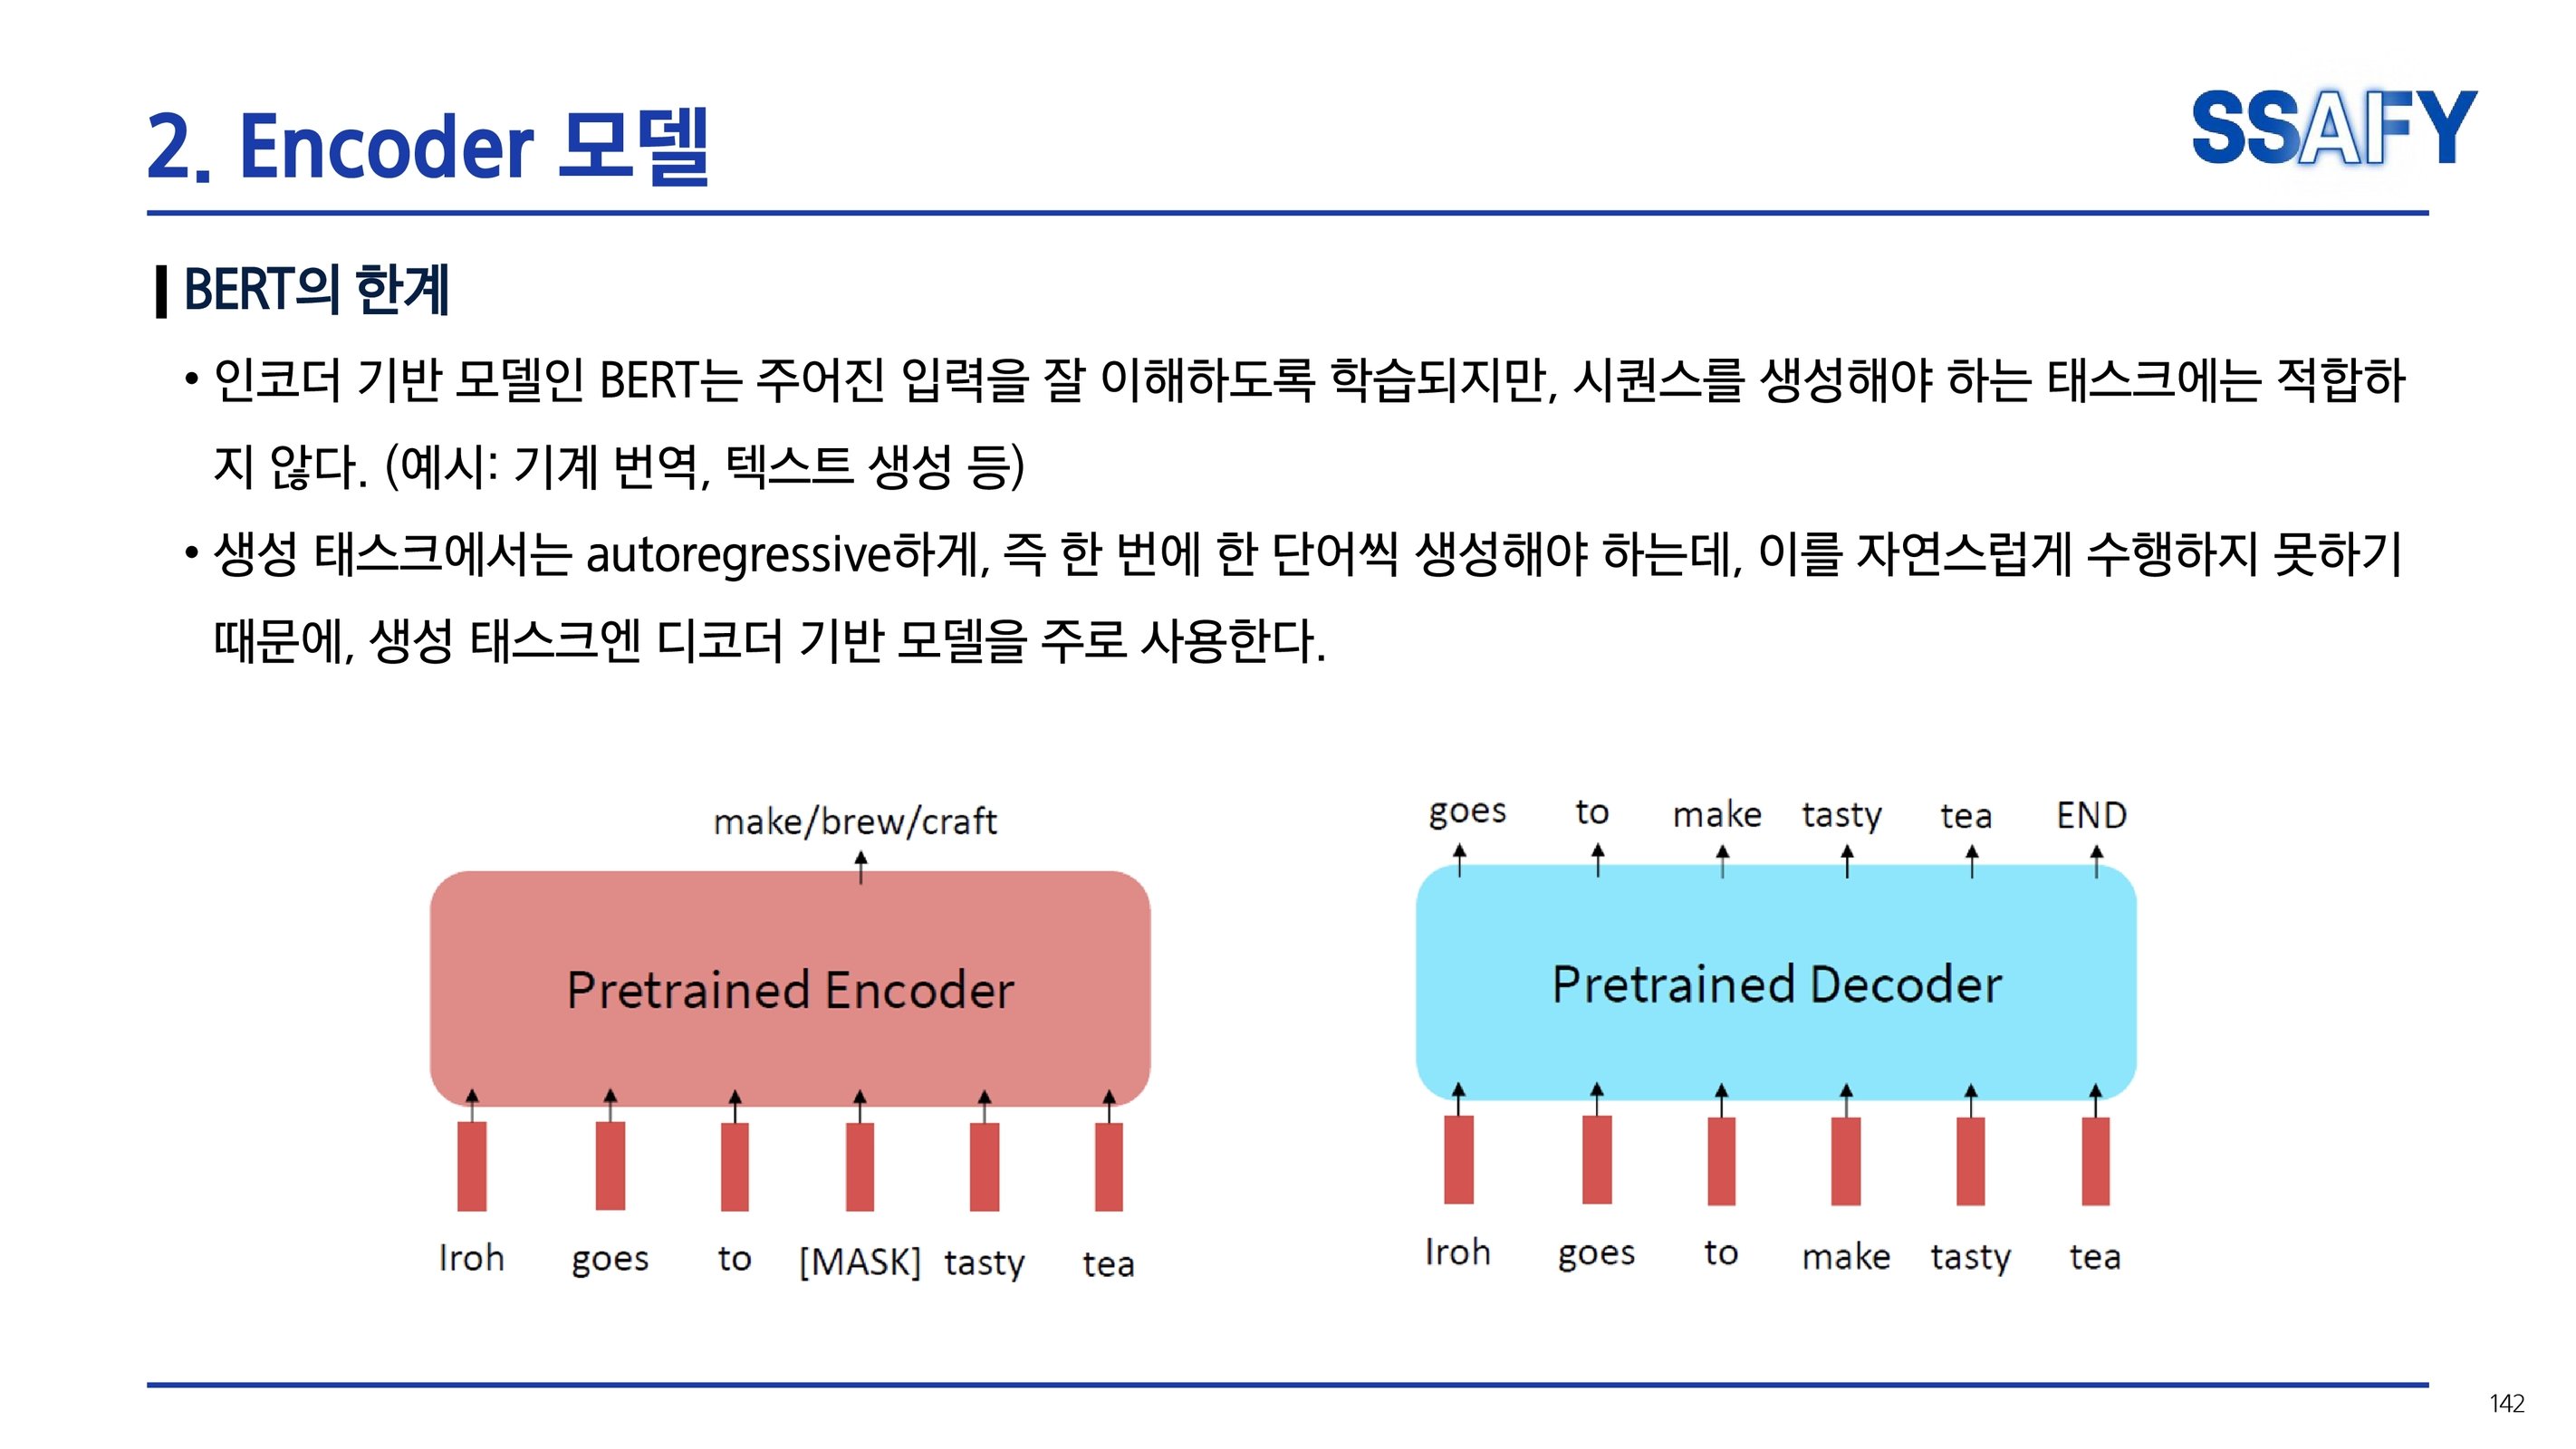 2. Encoder 모델
SSAFY
BERT의 한계
• 인코더 기반 모델인 BERT는 주어진 입력을 잘 이해하도록 학습되지만, 시퀀스를 생성해야 하는 태스크에는 적합하
지 않다. (예시: 기계 번역, 텍스트 생성 등)
• 생성 태스크에서는 autoregressive하게, 즉 한 번에 한 단어씩 생성해야 하는데, 이를 자연스럽게 수행하지 못하기
때문에, 생성 태스크엔 디코더 기반 모델을 주로 사용한다.
make/brew/craft
Pretrained Encoder
Iroh goes to [MASK] tasty tea
goes to make tasty tea END
Pretrained Decoder
Iroh goes to make tasty tea
142